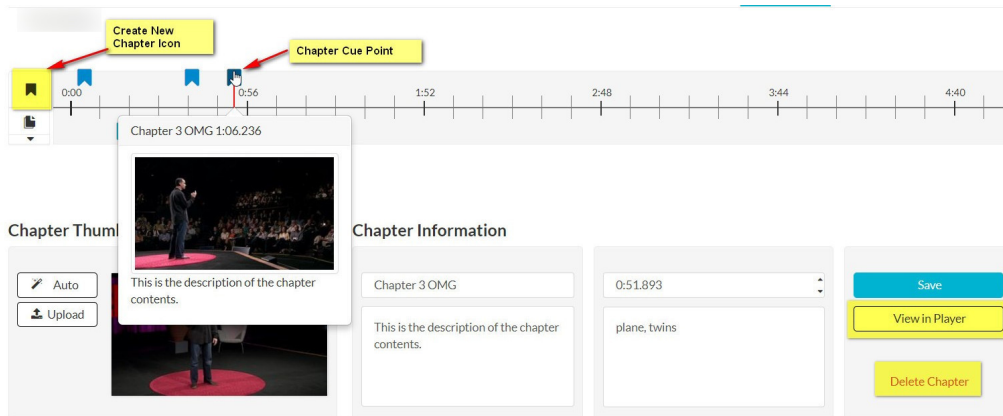 Create New
Chapter Icon
Chapter Cue Point
0:00
0:56
1:52
2:48
3:44
4:40
Chapter 3 OMG 1:06.236
This is the description of the chapter
contents.
Chapter Thum
Chapter Information
Auto
Upload
Chapter 3 OMG
This is the description of the chapter
contents.
0:51.893
plane, twins
Save
View in Player
Delete Chapter